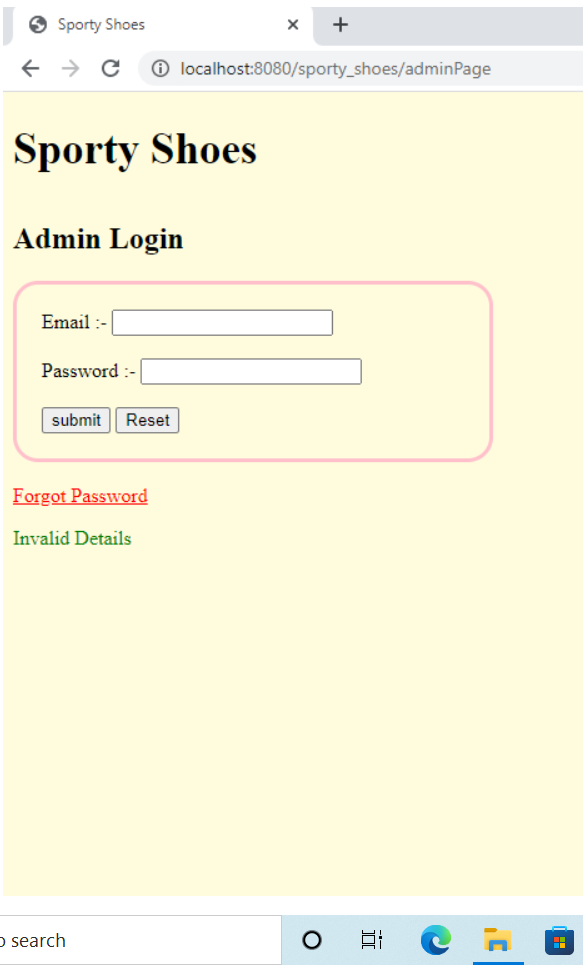 Sporty Shoes
localhost:8080/sporty_shoes/adminPage
Sporty Shoes
Admin Login
Email :-
Password :-
submit Reset
Forgot Password
Invalid Details
search